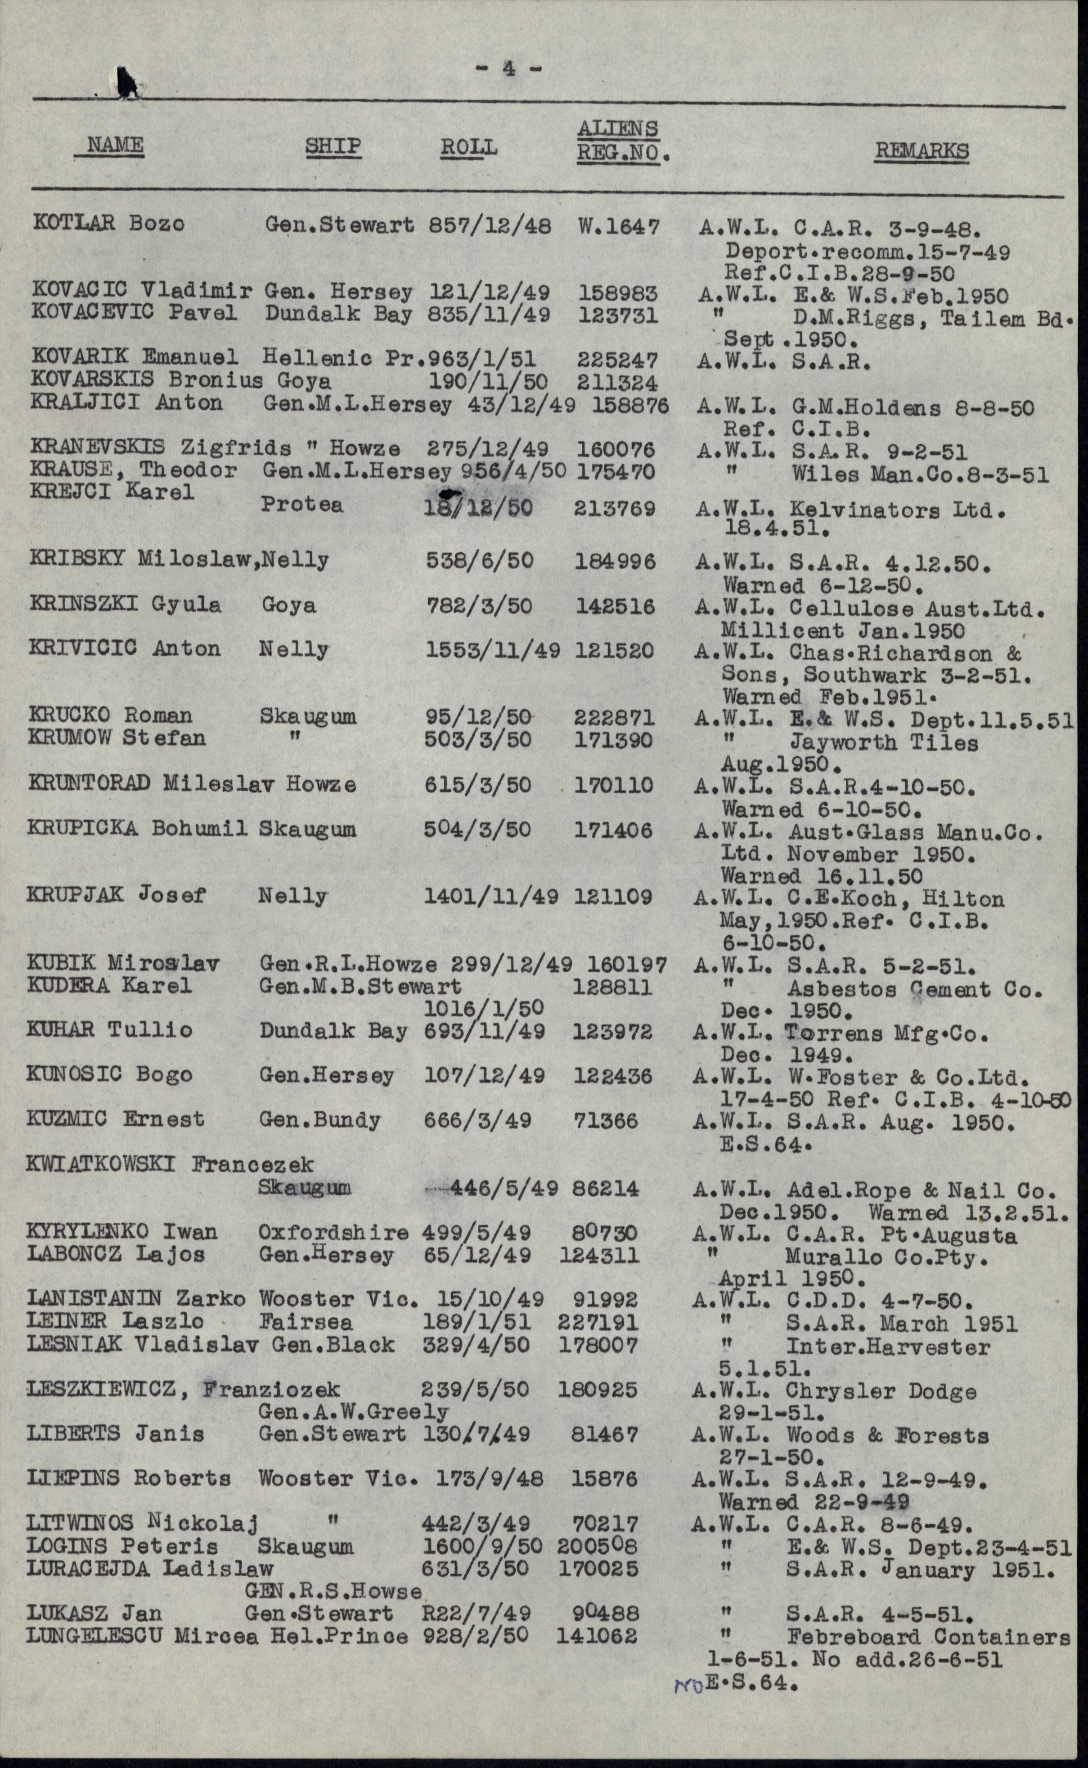 - 4 -
NAME SHIP ROLL ALIENS REG.NO. REMARKS
KOTLAR Bozo Gen.Stewart 857/12/48 W.1647 A.W.L. C.A.R. 3-9-48.
Deport.recomm.15-7-49
Ref.C.I.B.28-9-50
KOVACIC Vladimir Gen. Hersey 121/12/49 158983 A.W.L. E.& W.S.Feb.1950
KOVACEVIC Pavel Dundalk Bay 835/11/49 123731 " D.M.Riggs, Tailem Bd.
Sept.1950.
KOVARIK Emanuel Hellenic Pr.963/1/51 225247 A.W.L. S.A.R.
KOVARSKIS Bronius Goya 190/11/50 211324
KRALJICI Anton Gen.M.L.Hersey 43/12/49 158876 A.W.L. G.M.Holdens 8-8-50
Ref. C.I.B.
KRANEVSKIS Zigfrids " Howze 275/12/49 160076 A.W.L. S.A.R. 9-2-51
KRAUSE, Theodor Gen.M.L.Hersey 956/4/50 175470 " Wiles Man.Co.8-3-51
KREJCI Karel
Protea 18/12/50 213769 A.W.L. Kelvinators Ltd.
18.4.51.
KRIBSKY Miloslaw,Nelly 538/6/50 184996 A.W.L. S.A.R. 4.12.50.
Warned 6-12-50.
KRINSZKI Gyula Goya 782/3/50 142516 A.W.L. Cellulose Aust.Ltd.
Millicent Jan.1950
KRIVICIC Anton Nelly 1553/11/49 121520 A.W.L. Chas.Richardson &
Sons, Southwark 3-2-51.
Warned Feb.1951.
KRUCKO Roman Skaugum 95/12/50 222871 A.W.L. E.& W.S. Dept.11.5.51
KRUMOW Stefan " 503/3/50 171390 " Jayworth Tiles
Aug.1950.
KRUNTORAD Mileslav Howze 615/3/50 170110 A.W.L. S.A.R.4-10-50.
Warned 6-10-50.
KRUPICKA Bohumil Skaugum 504/3/50 171406 A.W.L. Aust.Glass Manu.Co.
Ltd. November 1950.
Warned 16.11.50
KRUPJAK Josef Nelly 1401/11/49 121109 A.W.L. C.E.Koch, Hilton
May,1950.Ref. C.I.B.
6-10-50.
KUBIK Miroslav Gen.R.L.Howze 299/12/49 160197 A.W.L. S.A.R. 5-2-51.
KUDERA Karel Gen.M.B.Stewart 128811 " Asbestos Cement Co.
1016/1/50 Dec. 1950.
KUHAR Tullio Dundalk Bay 693/11/49 123972 A.W.L. Torrens Mfg.Co.
Dec. 1949.
KUNOSIC Bogo Gen.Hersey 107/12/49 122436 A.W.L. W.Foster & Co.Ltd.
17-4-50 Ref. C.I.B. 4-10-50
KUZMIC Ernest Gen.Bundy 666/3/49 71366 A.W.L. S.A.R. Aug. 1950.
E.S.64.
KWIATKOWSKI Francezek
Skaugum 446/5/49 86214 A.W.L. Adel.Rope & Nail Co.
Dec.1950. Warned 13.2.51.
KYRYLENKO Iwan Oxfordshire 499/5/49 80730 A.W.L. C.A.R. Pt.Augusta
LABONCZ Lajos Gen.Hersey 65/12/49 124311 " Murallo Co.Pty.
April 1950.
LANISTANIN Zarko Wooster Vic. 15/10/49 91992 A.W.L. C.D.D. 4-7-50.
LEINER Laszlo Fairsea 189/1/51 227191 " S.A.R. March 1951
LESNIAK Vladislav Gen.Black 329/4/50 178007 " Inter.Harvester
5.1.51.
LESZKIEWICZ, Franziozek 239/5/50 180925 A.W.L. Chrysler Dodge
Gen.A.W.Greely 29-1-51.
LIBERTS Janis Gen.Stewart 130/7/49 81467 A.W.L. Woods & Forests
27-1-50.
LIEPINS Roberts Wooster Vic. 173/9/48 15876 A.W.L. S.A.R. 12-9-49.
Warned 22-9-49
LITWINOS Nickolaj " 442/3/49 70217 A.W.L. C.A.R. 8-6-49.
LOGINS Peteris Skaugum 1600/9/50 200508 " E.& W.S. Dept.23-4-51
LURACEJDA Ladislaw 631/3/50 170025 " S.A.R. January 1951.
GEN.R.S.Howse
LUKASZ Jan Gen.Stewart R22/7/49 90488 " S.A.R. 4-5-51.
LUNGELESCU Mircea Hel.Prince 928/2/50 141062 " Febreboard Containers
1-6-51. No add.26-6-51
NO E.S.64.